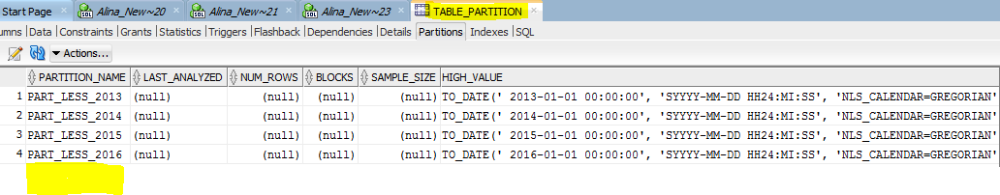 Start Page Alina_New~20 Alina_New~21 Alina_New~23 TABLE_PARTITION
umns Data Constraints Grants Statistics Triggers Flashback Dependencies Details Partitions Indexes SQL
Actions...
PARTITION_NAME LAST_ANALYZED NUM_ROWS BLOCKS SAMPLE_SIZE HIGH_VALUE
1 PART_LESS_2013 (null) (null) (null) (null) TO_DATE(' 2013-01-01 00:00:00', 'SYYYY-MM-DD HH24:MI:SS', 'NLS_CALENDAR=GREGORIAN'
2 PART_LESS_2014 (null) (null) (null) (null) TO_DATE(' 2014-01-01 00:00:00', 'SYYYY-MM-DD HH24:MI:SS', 'NLS_CALENDAR=GREGORIAN'
3 PART_LESS_2015 (null) (null) (null) (null) TO_DATE(' 2015-01-01 00:00:00', 'SYYYY-MM-DD HH24:MI:SS', 'NLS_CALENDAR=GREGORIAN'
4 PART_LESS_2016 (null) (null) (null) (null) TO_DATE(' 2016-01-01 00:00:00', 'SYYYY-MM-DD HH24:MI:SS', 'NLS_CALENDAR=GREGORIAN'